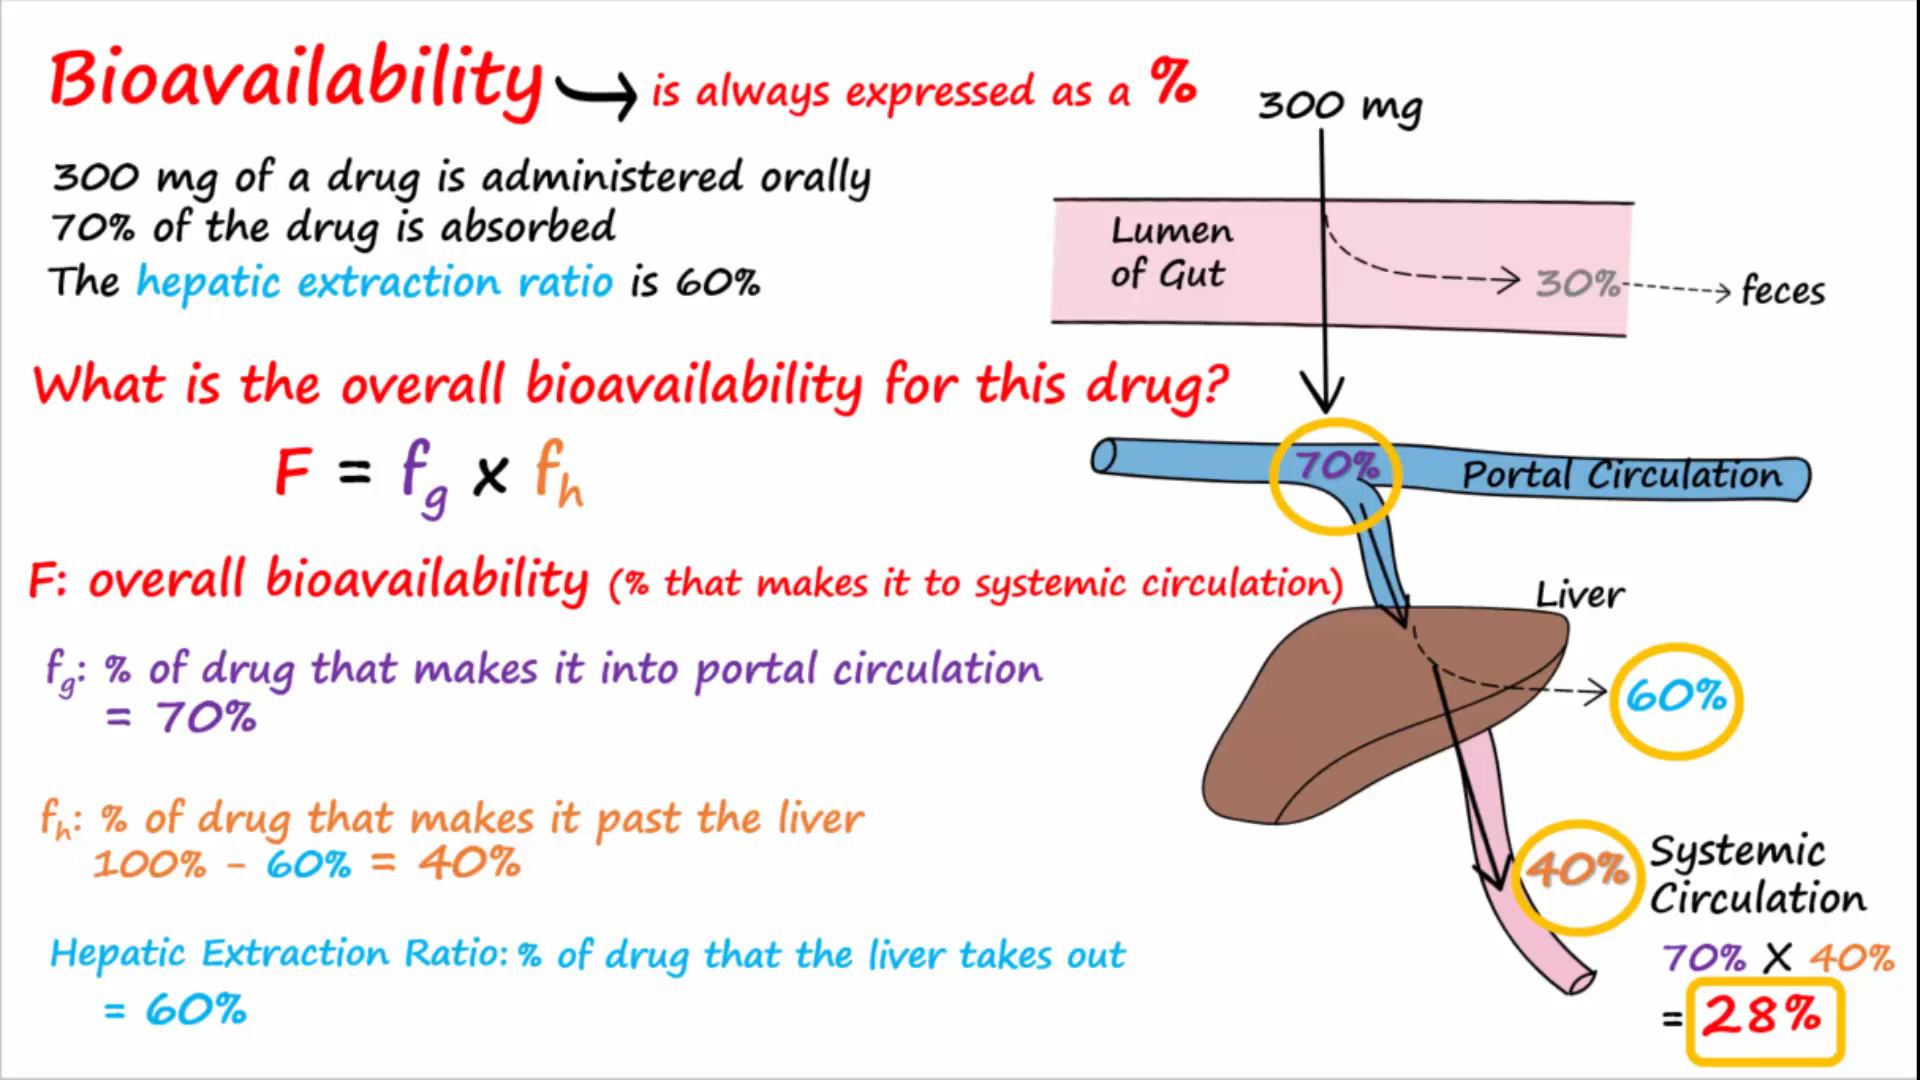 Bioavailability is always expressed as a %
300 mg of a drug is administered orally
70% of the drug is absorbed
The hepatic extraction ratio is 60%
What is the overall bioavailability for this drug?
F = fg x fh
F: overall bioavailability (% that makes it to systemic circulation)
fg: % of drug that makes it into portal circulation
= 70%
fh: % of drug that makes it past the liver
100% - 60% = 40%
Hepatic Extraction Ratio: % of drug that the liver takes out
= 60%
300 mg
Lumen
of Gut
30%
feces
70%
Portal Circulation
Liver
60%
40%
Systemic
Circulation
70% X 40%
= 28%